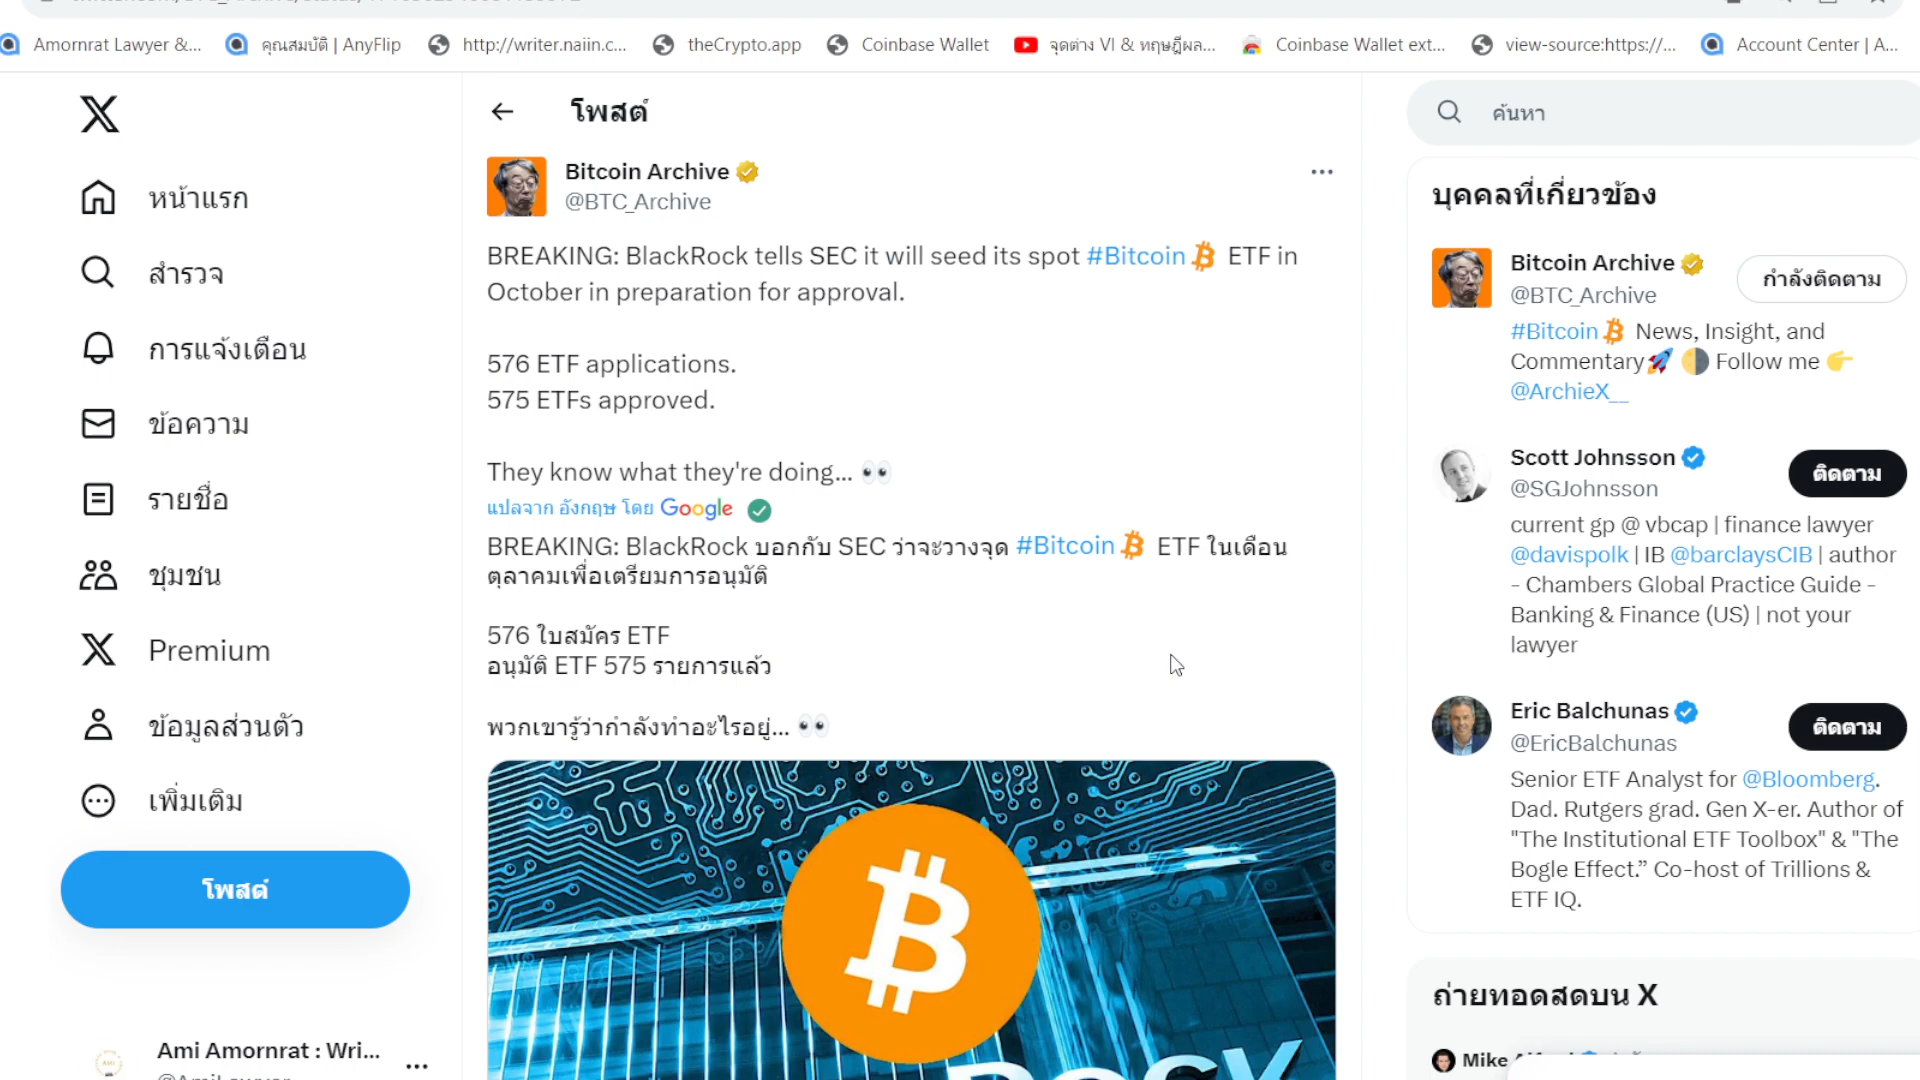 Amornrat Lawyer &...
คุณสมบัติ | AnyFlip
http://writer.naiin.c...
theCrypto.app
Coinbase Wallet
จุดต่าง VI & ทฤษฎีผล...
Coinbase Wallet ext...
view-source:https://...
Account Center | A...
หน้าแรก
สำรวจ
การแจ้งเตือน
ข้อความ
รายชื่อ
ชุมชน
Premium
ข้อมูลส่วนตัว
เพิ่มเติม
โพสต์
Ami Amornrat : Wri...
โพสต์
Bitcoin Archive
@BTC_Archive
BREAKING: BlackRock tells SEC it will seed its spot #Bitcoin ETF in
October in preparation for approval.
576 ETF applications.
575 ETFs approved.
They know what they're doing... 👀
แปลจาก อังกฤษ โดย Google
BREAKING: BlackRock บอกกับ SEC ว่าจะวางจุด #Bitcoin ETF ในเดือน
ตุลาคมเพื่อเตรียมการอนุมัติ
576 ใบสมัคร ETF
อนุมัติ ETF 575 รายการแล้ว
พวกเขารู้ว่ากำลังทำอะไรอยู่... 👀
ค้นหา
บุคคลที่เกี่ยวข้อง
Bitcoin Archive
@BTC_Archive
กำลังติดตาม
#Bitcoin News, Insight, and
Commentary🚀 🌗 Follow me 👉
@ArchieX__
Scott Johnsson
@SGJohnsson
ติดตาม
current gp @ vbcap | finance lawyer
@davispolk | IB @barclaysCIB | author
- Chambers Global Practice Guide -
Banking & Finance (US) | not your
lawyer
Eric Balchunas
@EricBalchunas
ติดตาม
Senior ETF Analyst for @Bloomberg.
Dad. Rutgers grad. Gen X-er. Author of
"The Institutional ETF Toolbox" & "The
Bogle Effect.” Co-host of Trillions &
ETF IQ.
ถ่ายทอดสดบน X
Mike